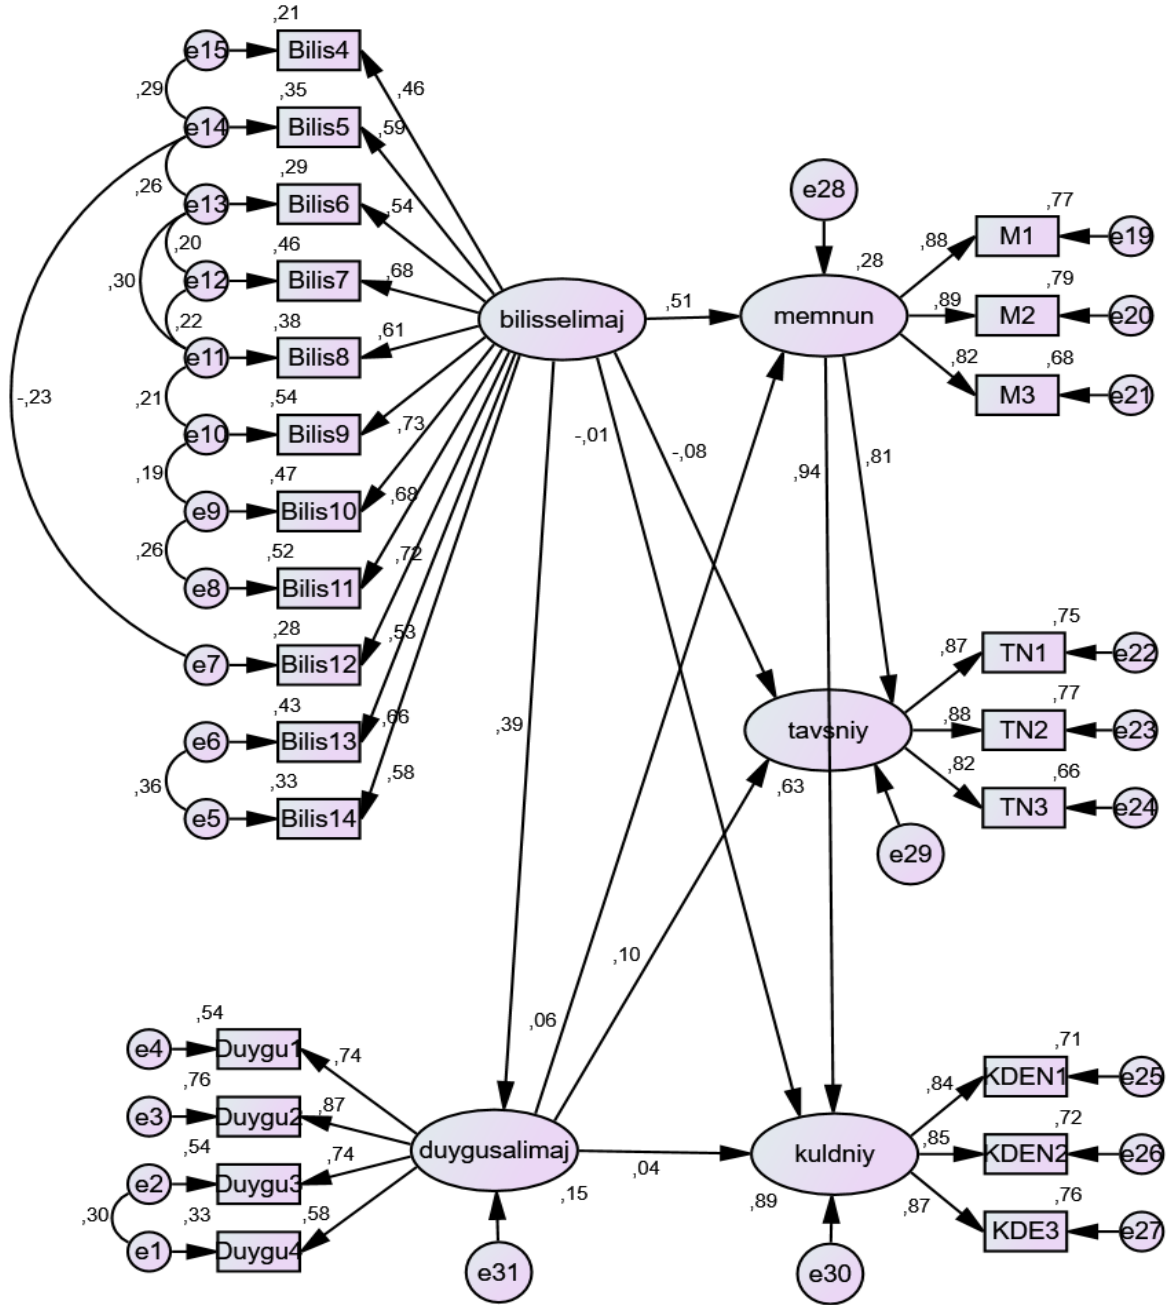 ,21
e15 Bilis4
,46
,29
,35
e14 Bilis5
,59
,26
,29
e13 Bilis6
,54
,20
,46
e12 Bilis7
,68
,30
,22
,38
e11 Bilis8
,61
,21
,54
e10 Bilis9
,73
,19
,47
e9 Bilis10
,68
,26
,52
e8 Bilis11
,72
-,23
,28
e7 Bilis12
,53
,43
e6 Bilis13
,66
,36
,33
e5 Bilis14
,58
bilisselimaj
,51
e28
,28
memnun
,88
,77
M1 e19
,89
,79
M2 e20
,82
,68
M3 e21
-,01
-,08
,94
,81
,39
tavsniy
,63
e29
,87
,75
TN1 e22
,88
,77
TN2 e23
,82
,66
TN3 e24
,10
,06
,54
e4 Duygu1
,74
,76
e3 Duygu2
,87
,54
e2 Duygu3
,74
,30
,33
e1 Duygu4
,58
duygusalimaj
,15
e31
,04
kuldniy
,89
e30
,84
,71
KDEN1 e25
,85
,72
KDEN2 e26
,87
,76
KDE3 e27